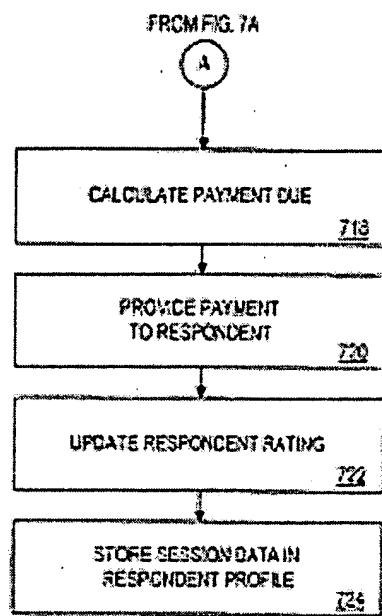 FROM FIG. 7A
A
CALCULATE PAYMENT DUE
718
PROVIDE PAYMENT
TO RESPONDENT
720
UPDATE RESPONDENT RATING
722
STORE SESSION DATA IN
RESPONDENT PROFILE
724